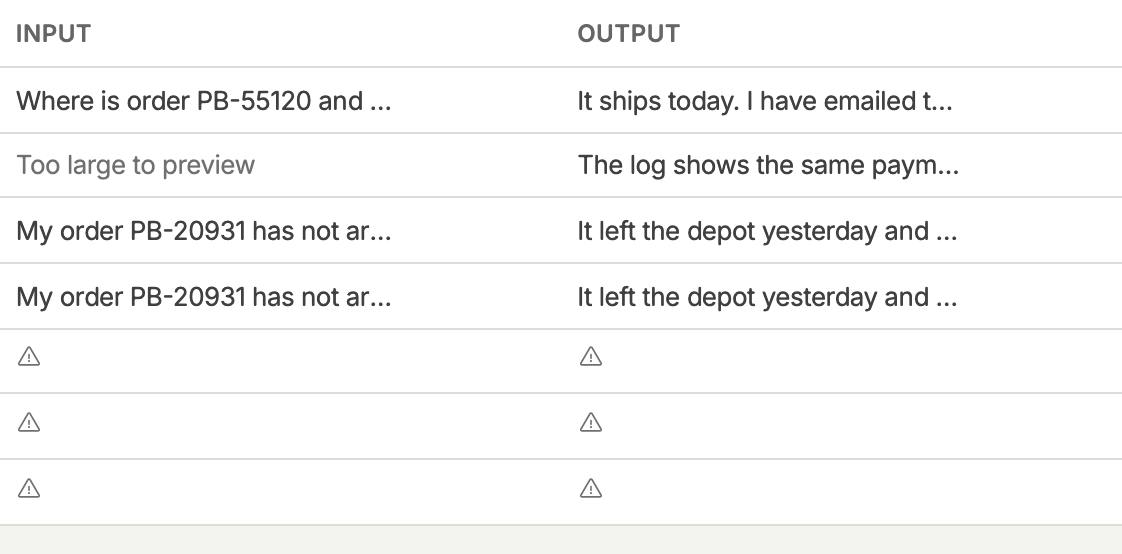 INPUT OUTPUT
Where is order PB-55120 and ... It ships today. I have emailed t...
Too large to preview The log shows the same paym...
My order PB-20931 has not ar... It left the depot yesterday and ...
My order PB-20931 has not ar... It left the depot yesterday and ...